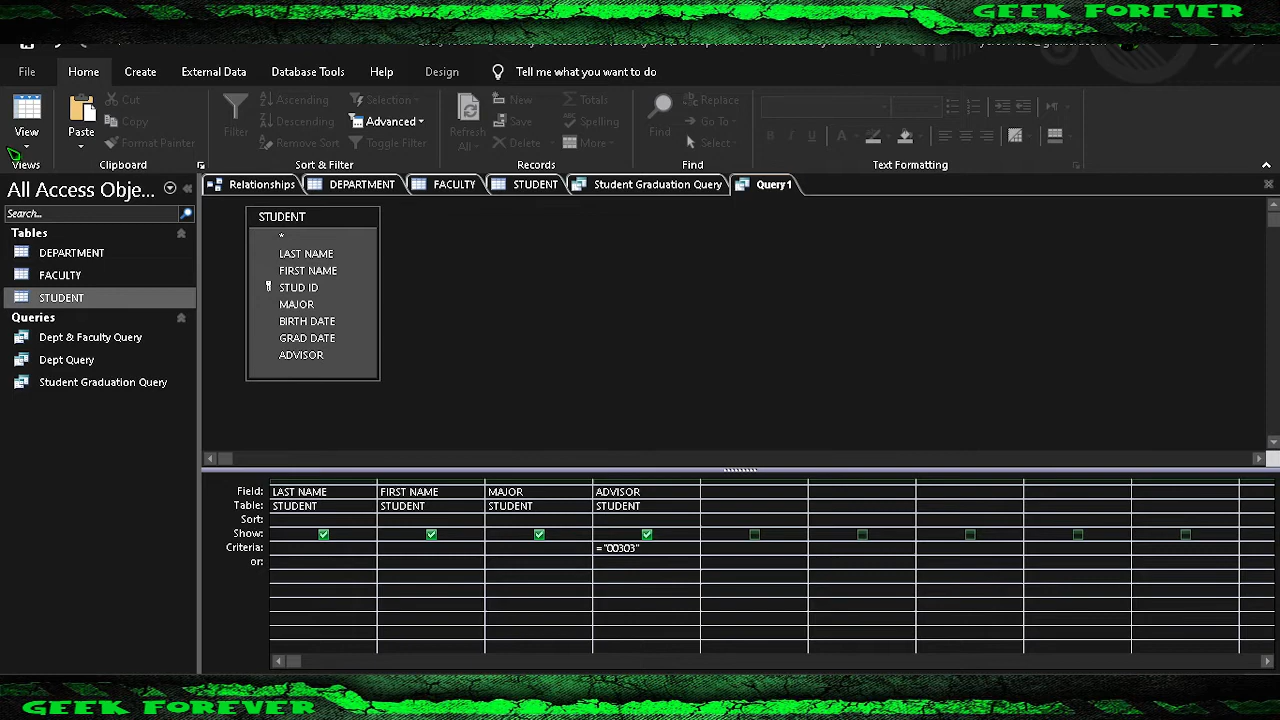 GEEK FOREVER
File Home Create External Data Database Tools Help Design Tell me what you want to do
View
Views
Paste
Cut
Copy
Format Painter
Clipboard
Filter
Ascending
Descending
Remove Sort
Selection
Advanced
Toggle Filter
Sort & Filter
Refresh
All
New
Save
Delete
Totals
Spelling
More
Records
Find
Replace
Go To
Select
Find
B I U A
Text Formatting
All Access Obje...
Search...
Tables
DEPARTMENT
FACULTY
STUDENT
Queries
Dept & Faculty Query
Dept Query
Student Graduation Query
Relationships DEPARTMENT FACULTY STUDENT Student Graduation Query Query1
STUDENT
*
LAST NAME
FIRST NAME
STUD ID
MAJOR
BIRTH DATE
GRAD DATE
ADVISOR
Field: LAST NAME FIRST NAME MAJOR ADVISOR
Table: STUDENT STUDENT STUDENT STUDENT
Sort:
Show:
Criteria: ="00303"
or:
GEEK FOREVER
GEEK FOREVER